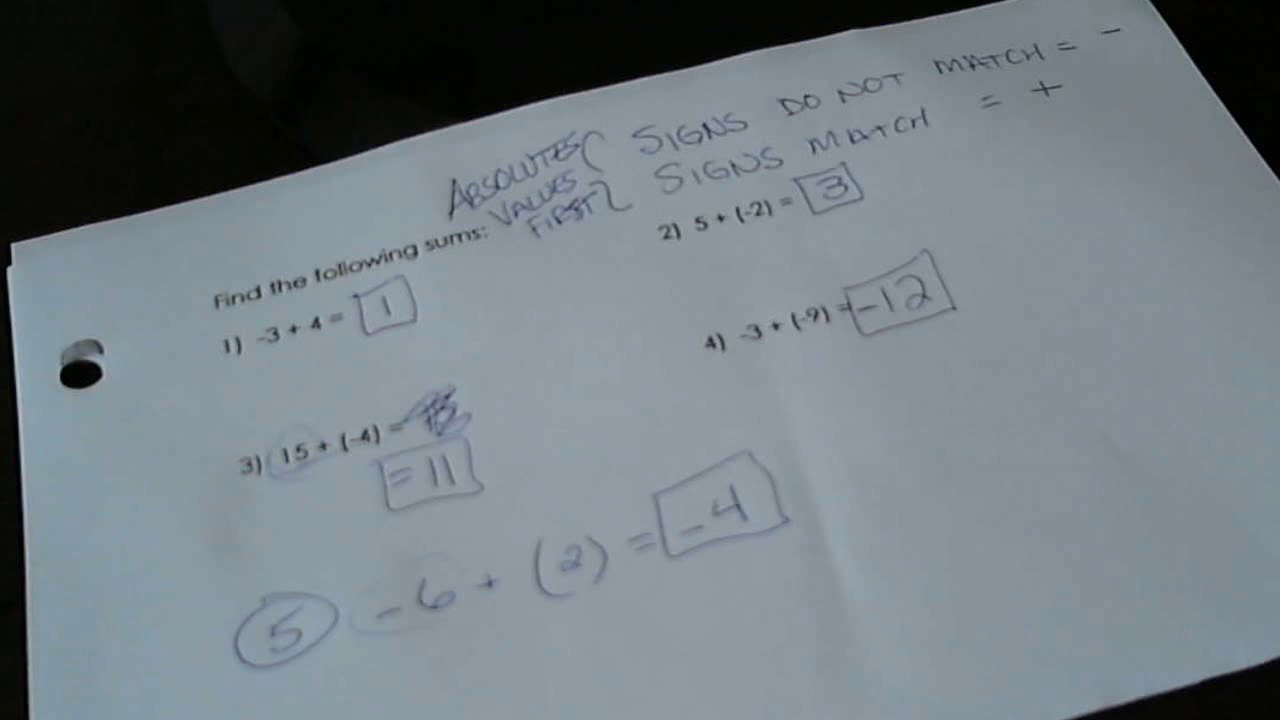 ABSOLUTES { SIGNS DO NOT MATCH = -
VALUES
FIRST { SIGNS MATCH = +
Find the following sums:
1) -3 + 4 = 1
2) 5 + (-2) = 3
3) 15 + (-4) =
= 11
4) -3 + (-9) = -12
5 -6 + (2) = -4